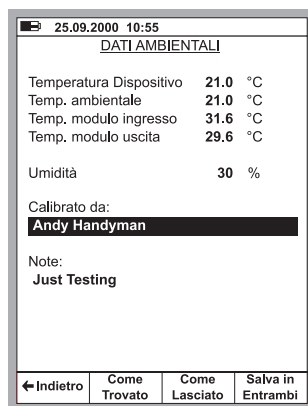 25.09.2000 10:55
DATI AMBIENTALI
Temperatura Dispositivo 21.0 °C
Temp. ambientale 21.0 °C
Temp. modulo ingresso 31.6 °C
Temp. modulo uscita 29.6 °C
Umidità 30 %
Calibrato da:
Andy Handyman
Note:
Just Testing
←Indietro
Come Trovato
Come Lasciato
Salva in Entrambi